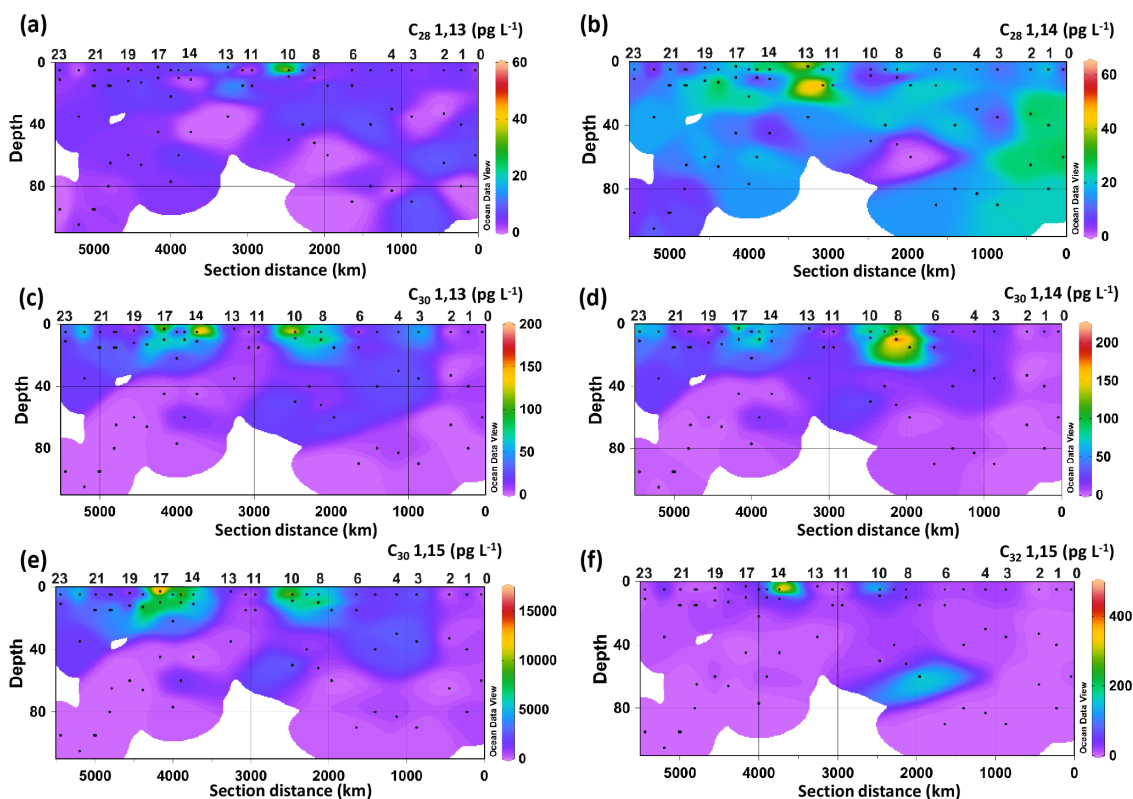 (a) C28 1,13 (pg L-1)
23 21 19 17 16 13 11 10 8 6 4 3 2 1 0
0
40
80
Depth
60
40
20
0
Ocean Data View
5000 4000 3000 2000 1000 0
Section distance (km)
(b) C28 1,14 (pg L-1)
23 21 19 17 14 13 11 10 8 6 4 3 2 1 0
0
40
80
Depth
60
40
20
0
Ocean Data View
5000 4000 3000 2000 1000 0
Section distance (km)
(c) C30 1,13 (pg L-1)
23 21 19 17 14 13 11 10 8 6 4 3 2 1 0
0
40
80
Depth
200
150
100
50
0
Ocean Data View
5000 4000 3000 2000 1000 0
Section distance (km)
(d) C30 1,14 (pg L-1)
23 21 19 17 14 13 11 10 8 6 4 3 2 1 0
0
40
80
Depth
200
150
100
50
0
Ocean Data View
5000 4000 3000 2000 1000 0
Section distance (km)
(e) C30 1,15 (pg L-1)
23 21 19 17 14 13 11 10 8 6 4 3 2 1 0
0
40
80
Depth
15000
10000
5000
0
Ocean Data View
5000 4000 3000 2000 1000 0
Section distance (km)
(f) C32 1,15 (pg L-1)
23 21 19 17 14 13 11 10 8 6 4 3 2 1 0
0
40
80
Depth
400
200
0
Ocean Data View
5000 4000 3000 2000 1000 0
Section distance (km)